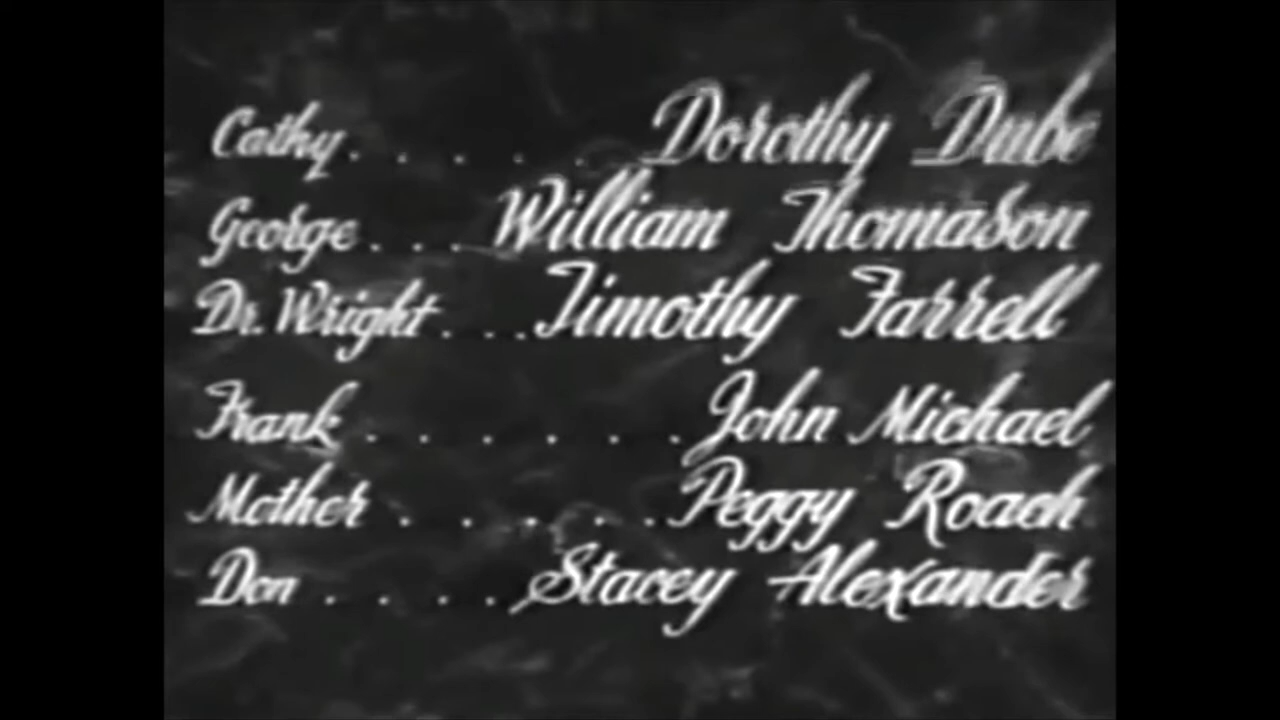 Cathy. . . . . Dorothy Dube
George. . . William Thomason
Dr. Wright. . . Timothy Farrell
Frank. . . . . . John Michael
Mother. . . . . Peggy Roach
Don. . . . Stacey Alexander